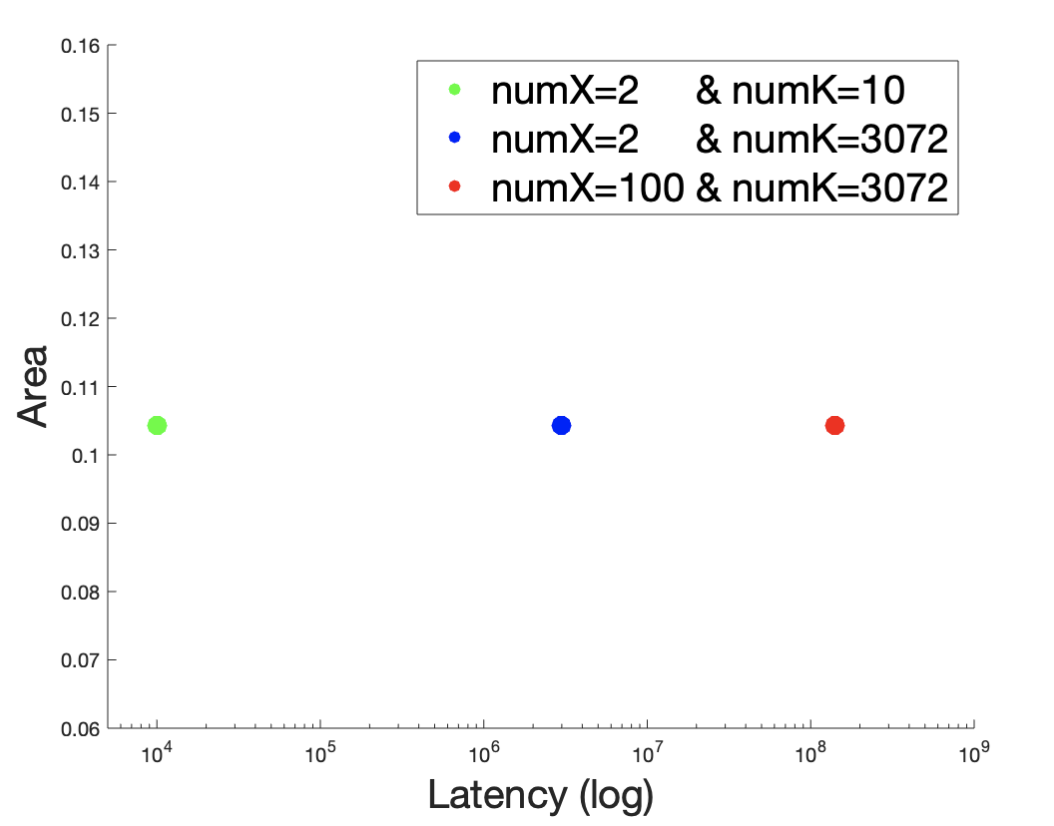 0.16
0.15
0.14
0.13
0.12
0.11
0.1
0.09
0.08
0.07
0.06
Area
numX=2 & numK=10
numX=2 & numK=3072
numX=100 & numK=3072
10⁴ 10⁵ 10⁶ 10⁷ 10⁸ 10⁹
Latency (log)